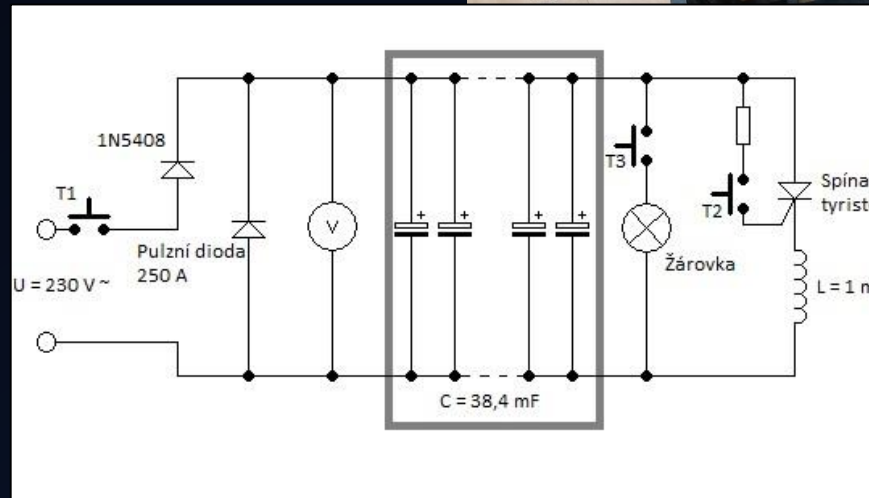 1N5408
T1
U = 230 V ~
Pulzní dioda
250 A
V
+
+
+
+
C = 38,4 mF
T3
Žárovka
T2
L = 1